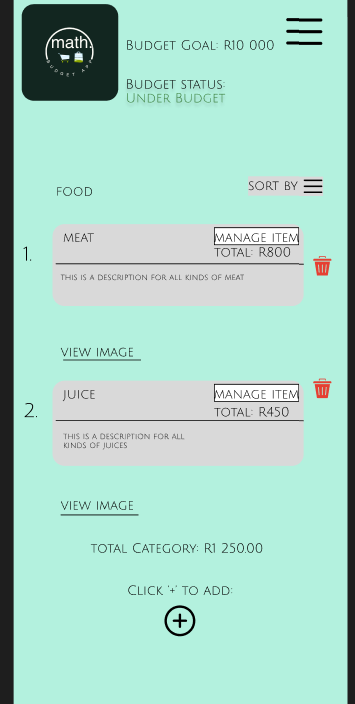 math.
BUDGET APP
BUDGET GOAL: R10 000
BUDGET STATUS:
UNDER BUDGET
FOOD
SORT BY
1.
MEAT
MANAGE ITEM
TOTAL: R800
THIS IS A DESCRIPTION FOR ALL KINDS OF MEAT
VIEW IMAGE
2.
JUICE
MANAGE ITEM
TOTAL: R450
THIS IS A DESCRIPTION FOR ALL
KINDS OF JUICES
VIEW IMAGE
TOTAL CATEGORY: R1 250.00
CLICK '+' TO ADD: